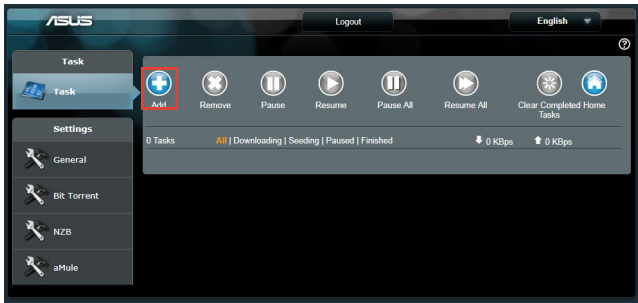 ASUS
Logout
English
?
Task
Task
Add
Remove
Pause
Resume
Pause All
Resume All
Clear Completed Tasks
Home
0 Tasks
All | Downloading | Seeding | Paused | Finished
0 KBps
0 KBps
Settings
General
Bit Torrent
NZB
aMule